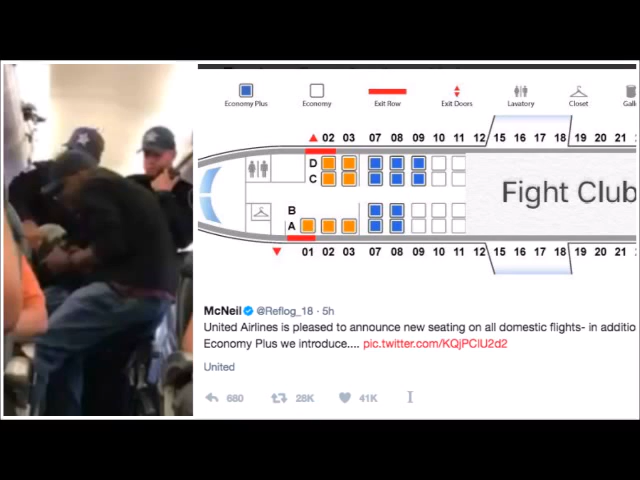 Economy Plus Economy Exit Row Exit Doors Lavatory Closet Gall
02 03 07 08 09 10 11 12 15 16 17 18 19 20 21
D
C
Fight Club
B
A
01 02 03 07 08 09 10 11 12 15 16 17 18 19 20 21
McNeil @Reflog_18 · 5h
United Airlines is pleased to announce new seating on all domestic flights- in additio
Economy Plus we introduce.... pic.twitter.com/KQjPClU2d2
United
680 28K 41K